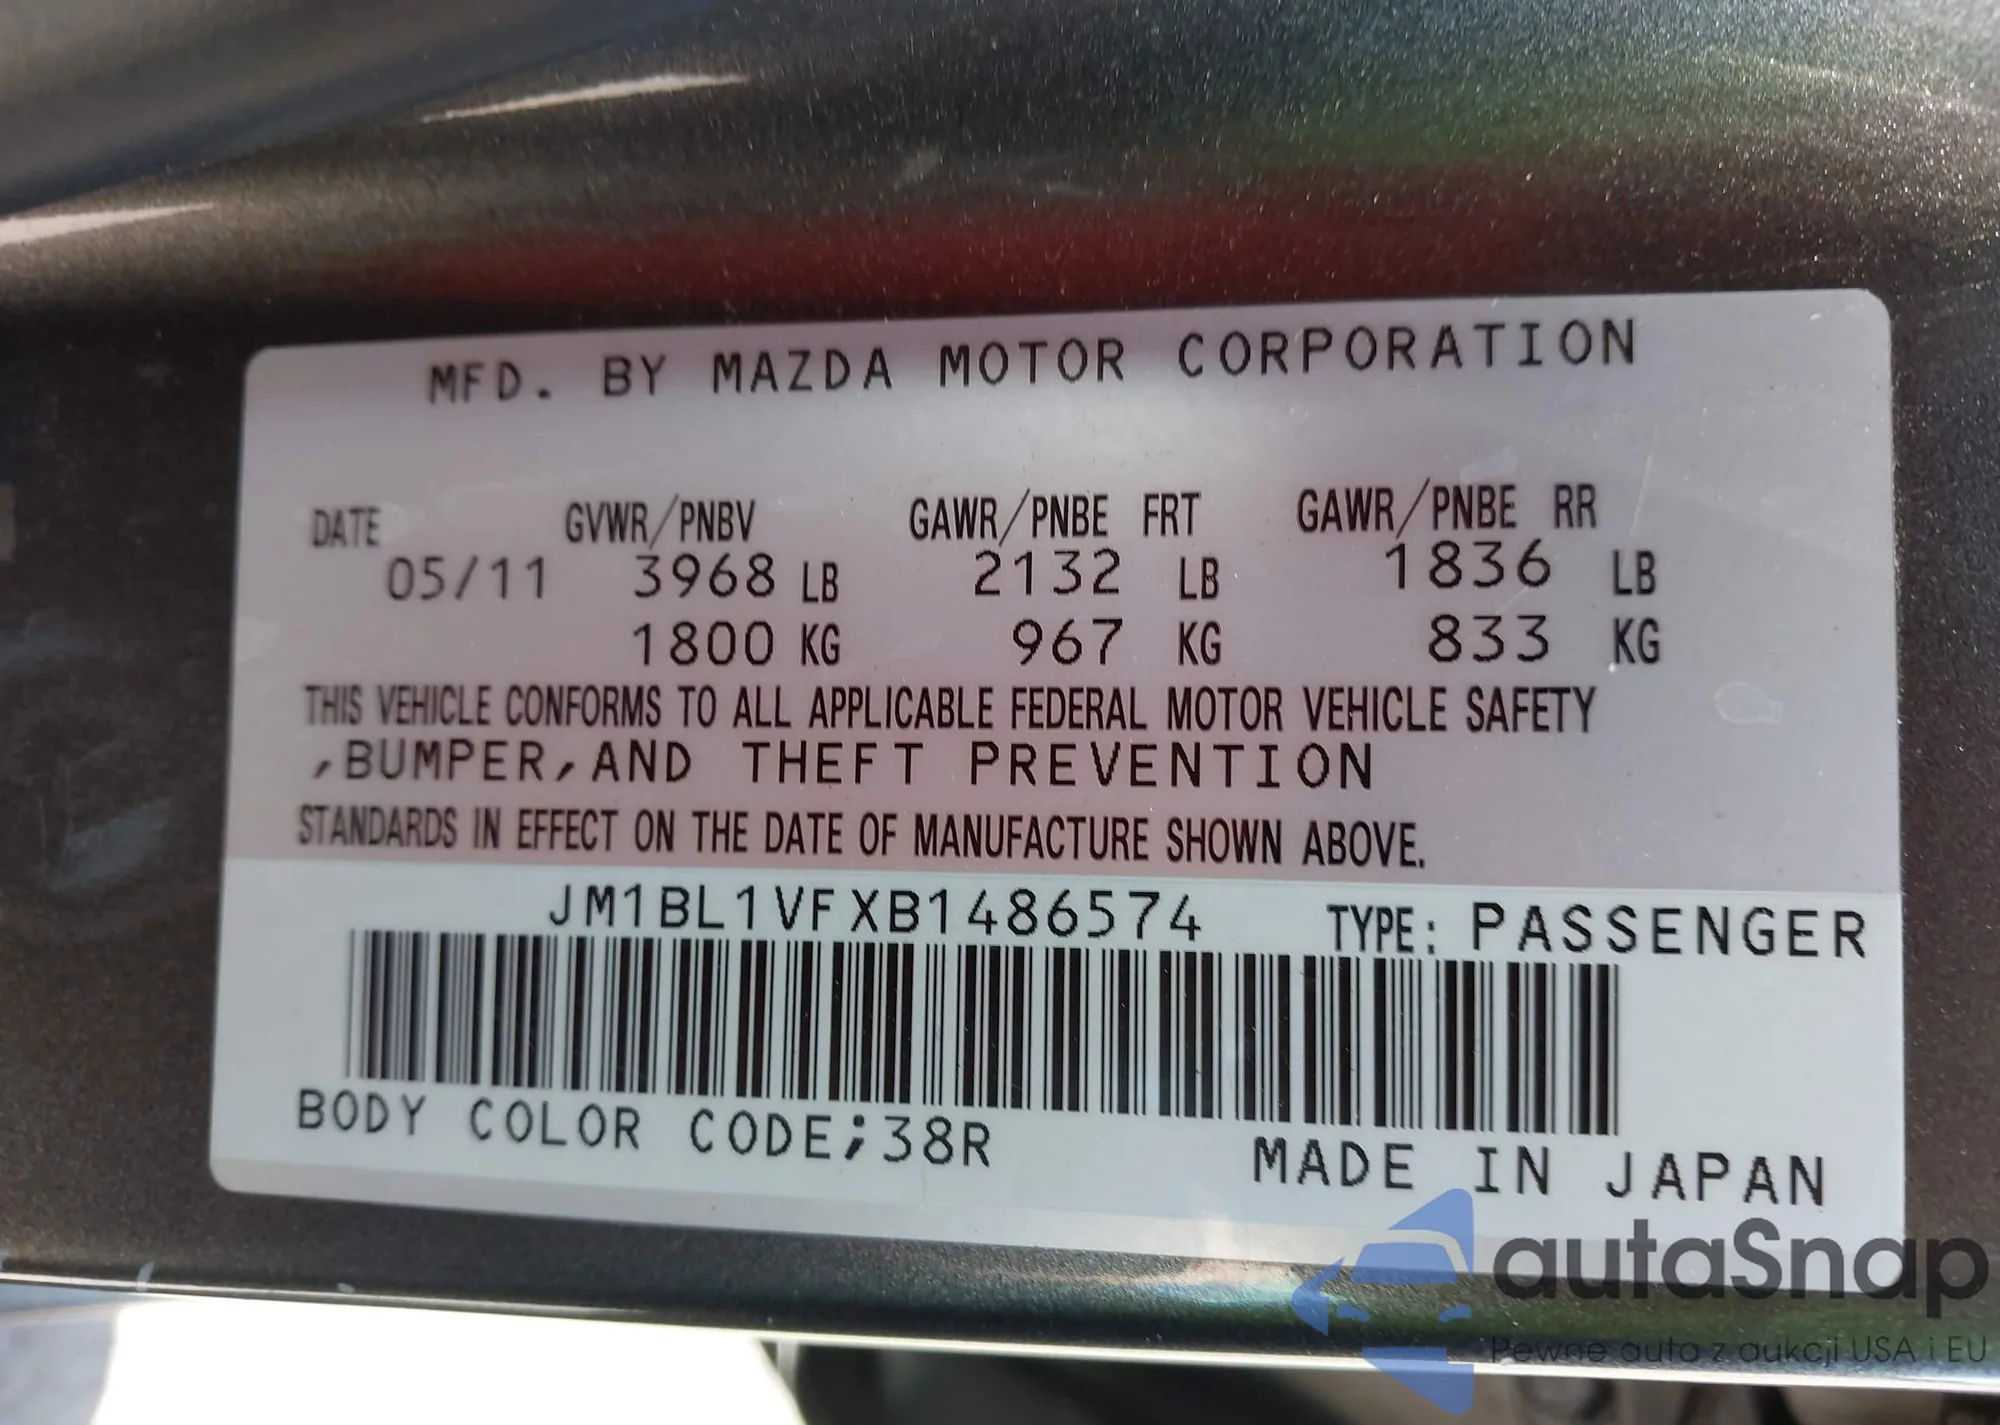 MFD. BY MAZDA MOTOR CORPORATION
DATE GVWR/PNBV GAWR/PNBE FRT GAWR/PNBE RR
05/11 3968 LB 2132 LB 1836 LB
1800 KG 967 KG 833 KG
THIS VEHICLE CONFORMS TO ALL APPLICABLE FEDERAL MOTOR VEHICLE SAFETY
,BUMPER,AND THEFT PREVENTION
STANDARDS IN EFFECT ON THE DATE OF MANUFACTURE SHOWN ABOVE.
JM1BL1VFXB1486574 TYPE: PASSENGER
BODY COLOR CODE;38R
MADE IN JAPAN
autaSnap
Pewne auto z aukcji USA i EU